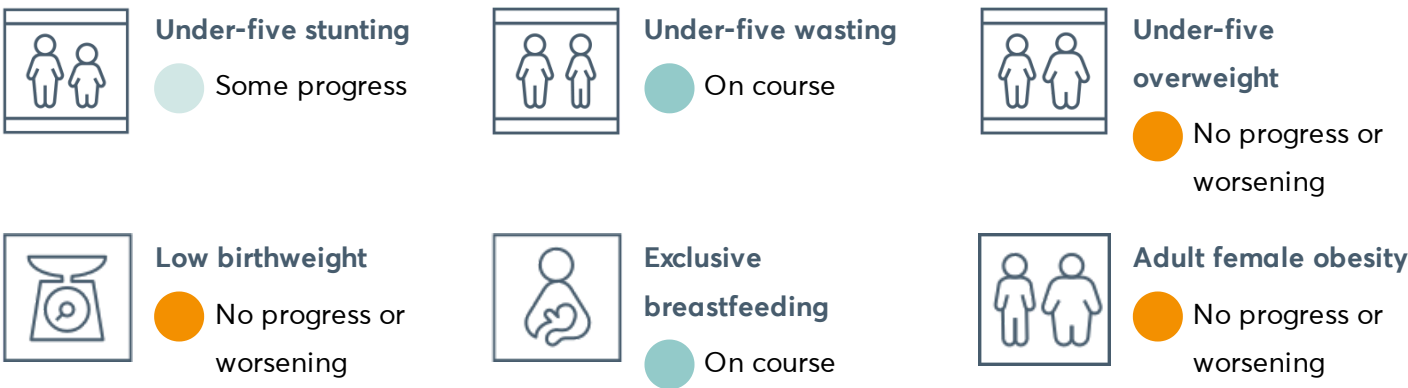 Under-five stunting
Some progress
Under-five wasting
On course
Under-five
overweight
No progress or
worsening
Low birthweight
No progress or
worsening
Exclusive
breastfeeding
On course
Adult female obesity
No progress or
worsening